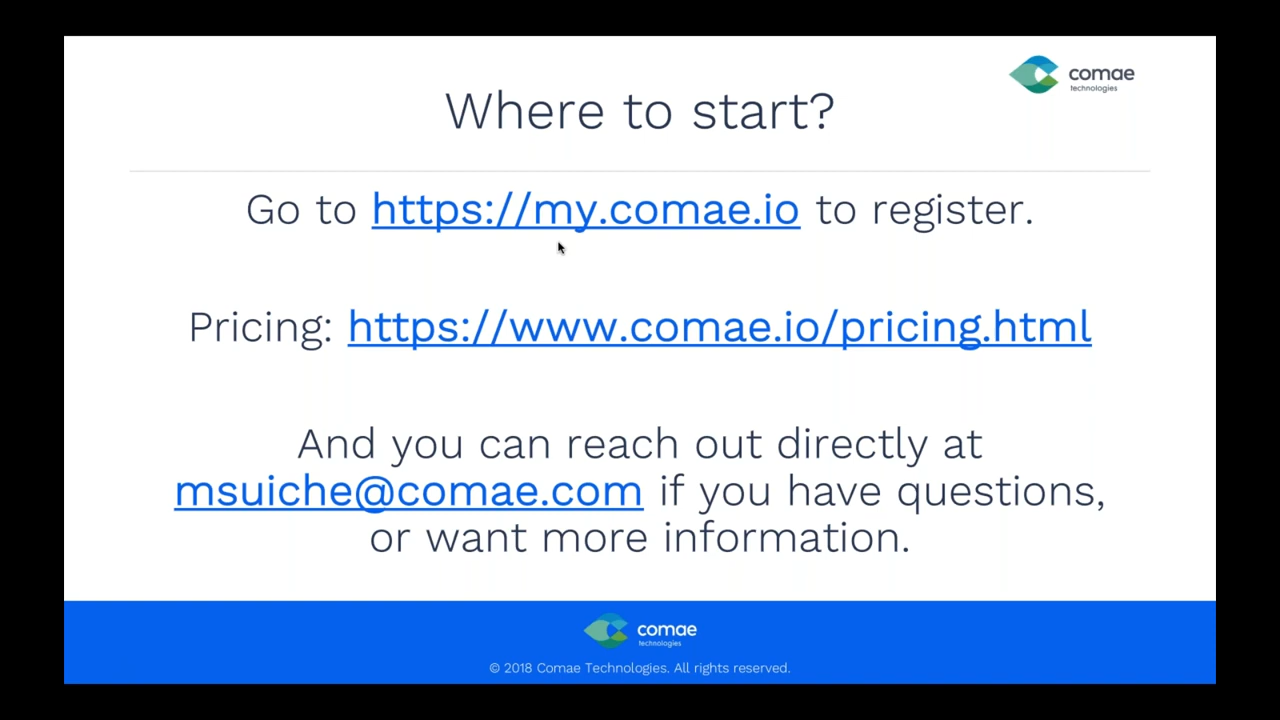 comae
technologies
Where to start?
Go to https://my.comae.io to register.
Pricing: https://www.comae.io/pricing.html
And you can reach out directly at
msuiche@comae.com if you have questions,
or want more information.
comae
technologies
© 2018 Comae Technologies. All rights reserved.